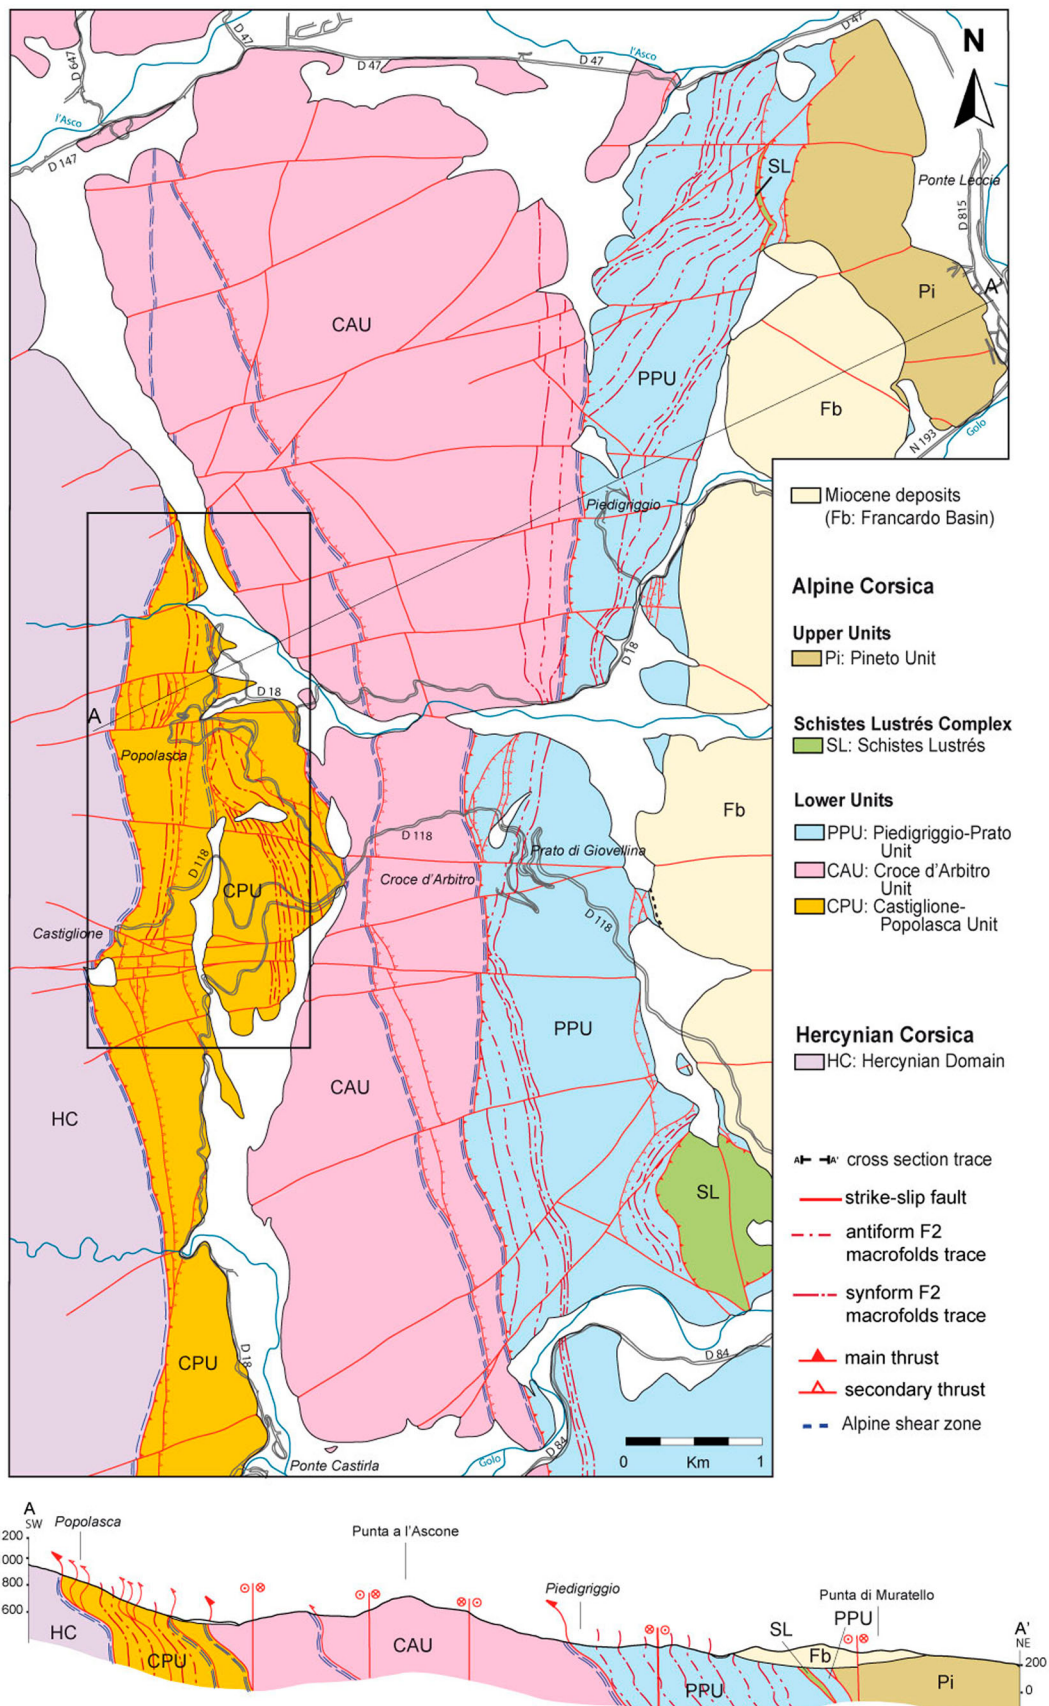 D 47
D 47
N
D 647
l'Asco
D 47
D 47
l'Asco
D 147
SL
Ponte Leccia
D 815
A'
Pi
CAU
PPU
Fb
N 193
Golo
Piedigriggio
Miocene deposits
(Fb: Francardo Basin)
Alpine Corsica
Upper Units
Pi: Pineto Unit
D18
D 18
A
Popolasca
Schistes Lustrés Complex
SL: Schistes Lustrés
Lower Units
PPU: Piedigriggio-Prato
Unit
CAU: Croce d'Arbitro
Unit
CPU: Castiglione-
Popolasca Unit
Fb
D 118
Prato di Giovellina
D118
Croce d'Arbitro
CPU
D 118
Castiglione
PPU
Hercynian Corsica
HC: Hercynian Domain
CAU
HC
A A' cross section trace
SL
strike-slip fault
antiform F2
macrofolds trace
synform F2
macrofolds trace
CPU
D 18
D 84
main thrust
secondary thrust
Alpine shear zone
D 84
Golo
Ponte Castirla
0 Km 1
A
SW
Popolasca
Punta a l'Ascone
200
000
800
600
Piedigriggio
Punta di Muratello
SL
PPU
A'
NE
HC
CPU
CAU
PPU
Fb
Pi
200
0